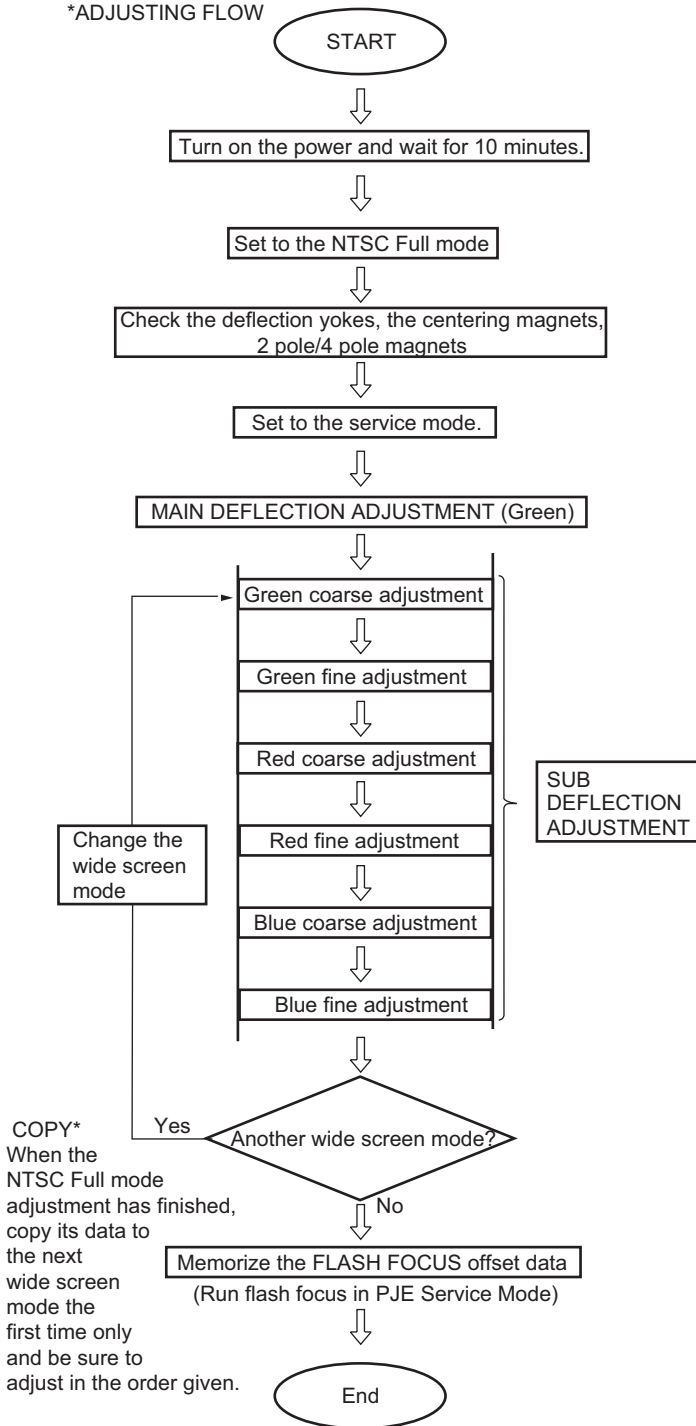 *ADJUSTING FLOW
START
Turn on the power and wait for 10 minutes.
Set to the NTSC Full mode
Check the deflection yokes, the centering magnets,
2 pole/4 pole magnets
Set to the service mode.
MAIN DEFLECTION ADJUSTMENT (Green)
Green coarse adjustment
Green fine adjustment
Red coarse adjustment
Red fine adjustment
Blue coarse adjustment
Blue fine adjustment
SUB
DEFLECTION
ADJUSTMENT
Change the
wide screen
mode
Another wide screen mode?
Yes
No
COPY*
When the
NTSC Full mode
adjustment has finished,
copy its data to
the next
wide screen
mode the
first time only
and be sure to
adjust in the order given.
Memorize the FLASH FOCUS offset data
(Run flash focus in PJE Service Mode)
End